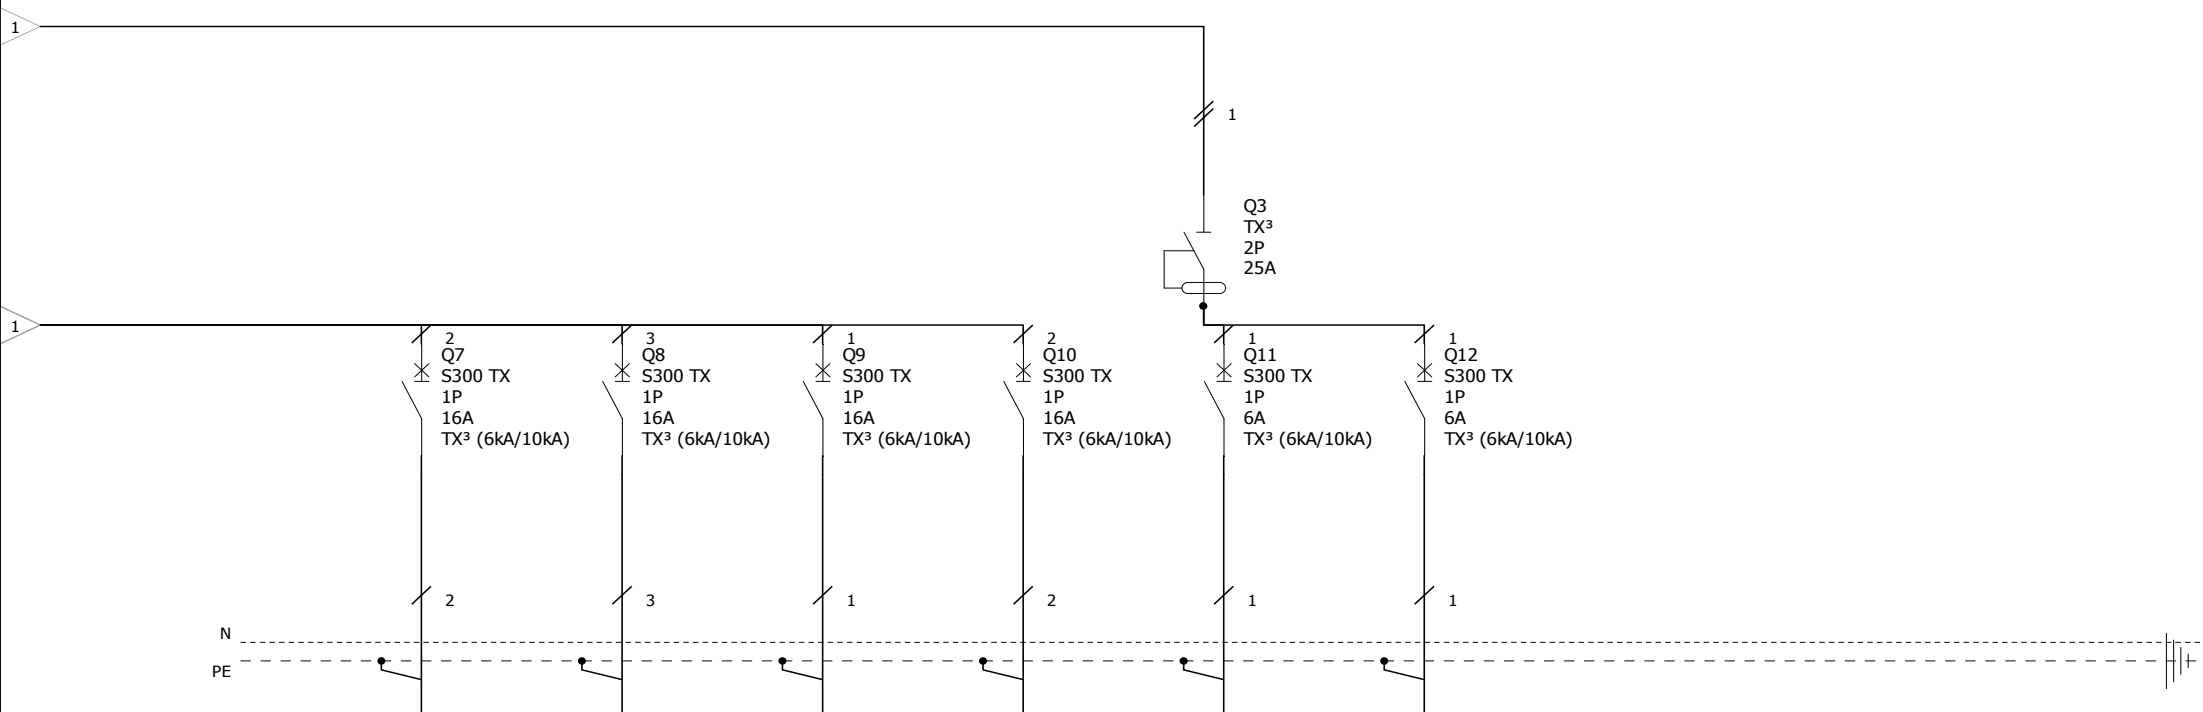 1
1
Q3
TX³
2P
25A
1
2
Q7
S300 TX
1P
16A
TX³ (6kA/10kA)
3
Q8
S300 TX
1P
16A
TX³ (6kA/10kA)
1
Q9
S300 TX
1P
16A
TX³ (6kA/10kA)
2
Q10
S300 TX
1P
16A
TX³ (6kA/10kA)
1
Q11
S300 TX
1P
6A
TX³ (6kA/10kA)
1
Q12
S300 TX
1P
6A
TX³ (6kA/10kA)
2
3
1
2
1
1
N
PE